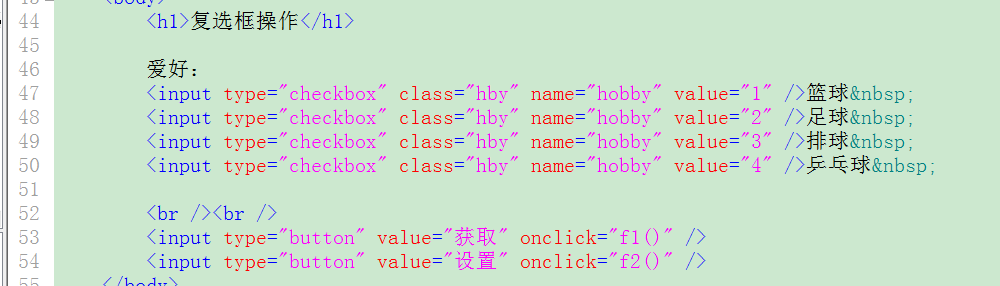 43 <body>
44 <h1>复选框操作</h1>
45
46 爱好：
47 <input type="checkbox" class="hby" name="hobby" value="1" />篮球&nbsp;
48 <input type="checkbox" class="hby" name="hobby" value="2" />足球&nbsp;
49 <input type="checkbox" class="hby" name="hobby" value="3" />排球&nbsp;
50 <input type="checkbox" class="hby" name="hobby" value="4" />乒乓球&nbsp;
51
52 <br /><br />
53 <input type="button" value="获取" onclick="f1()" />
54 <input type="button" value="设置" onclick="f2()" />
55 </body>